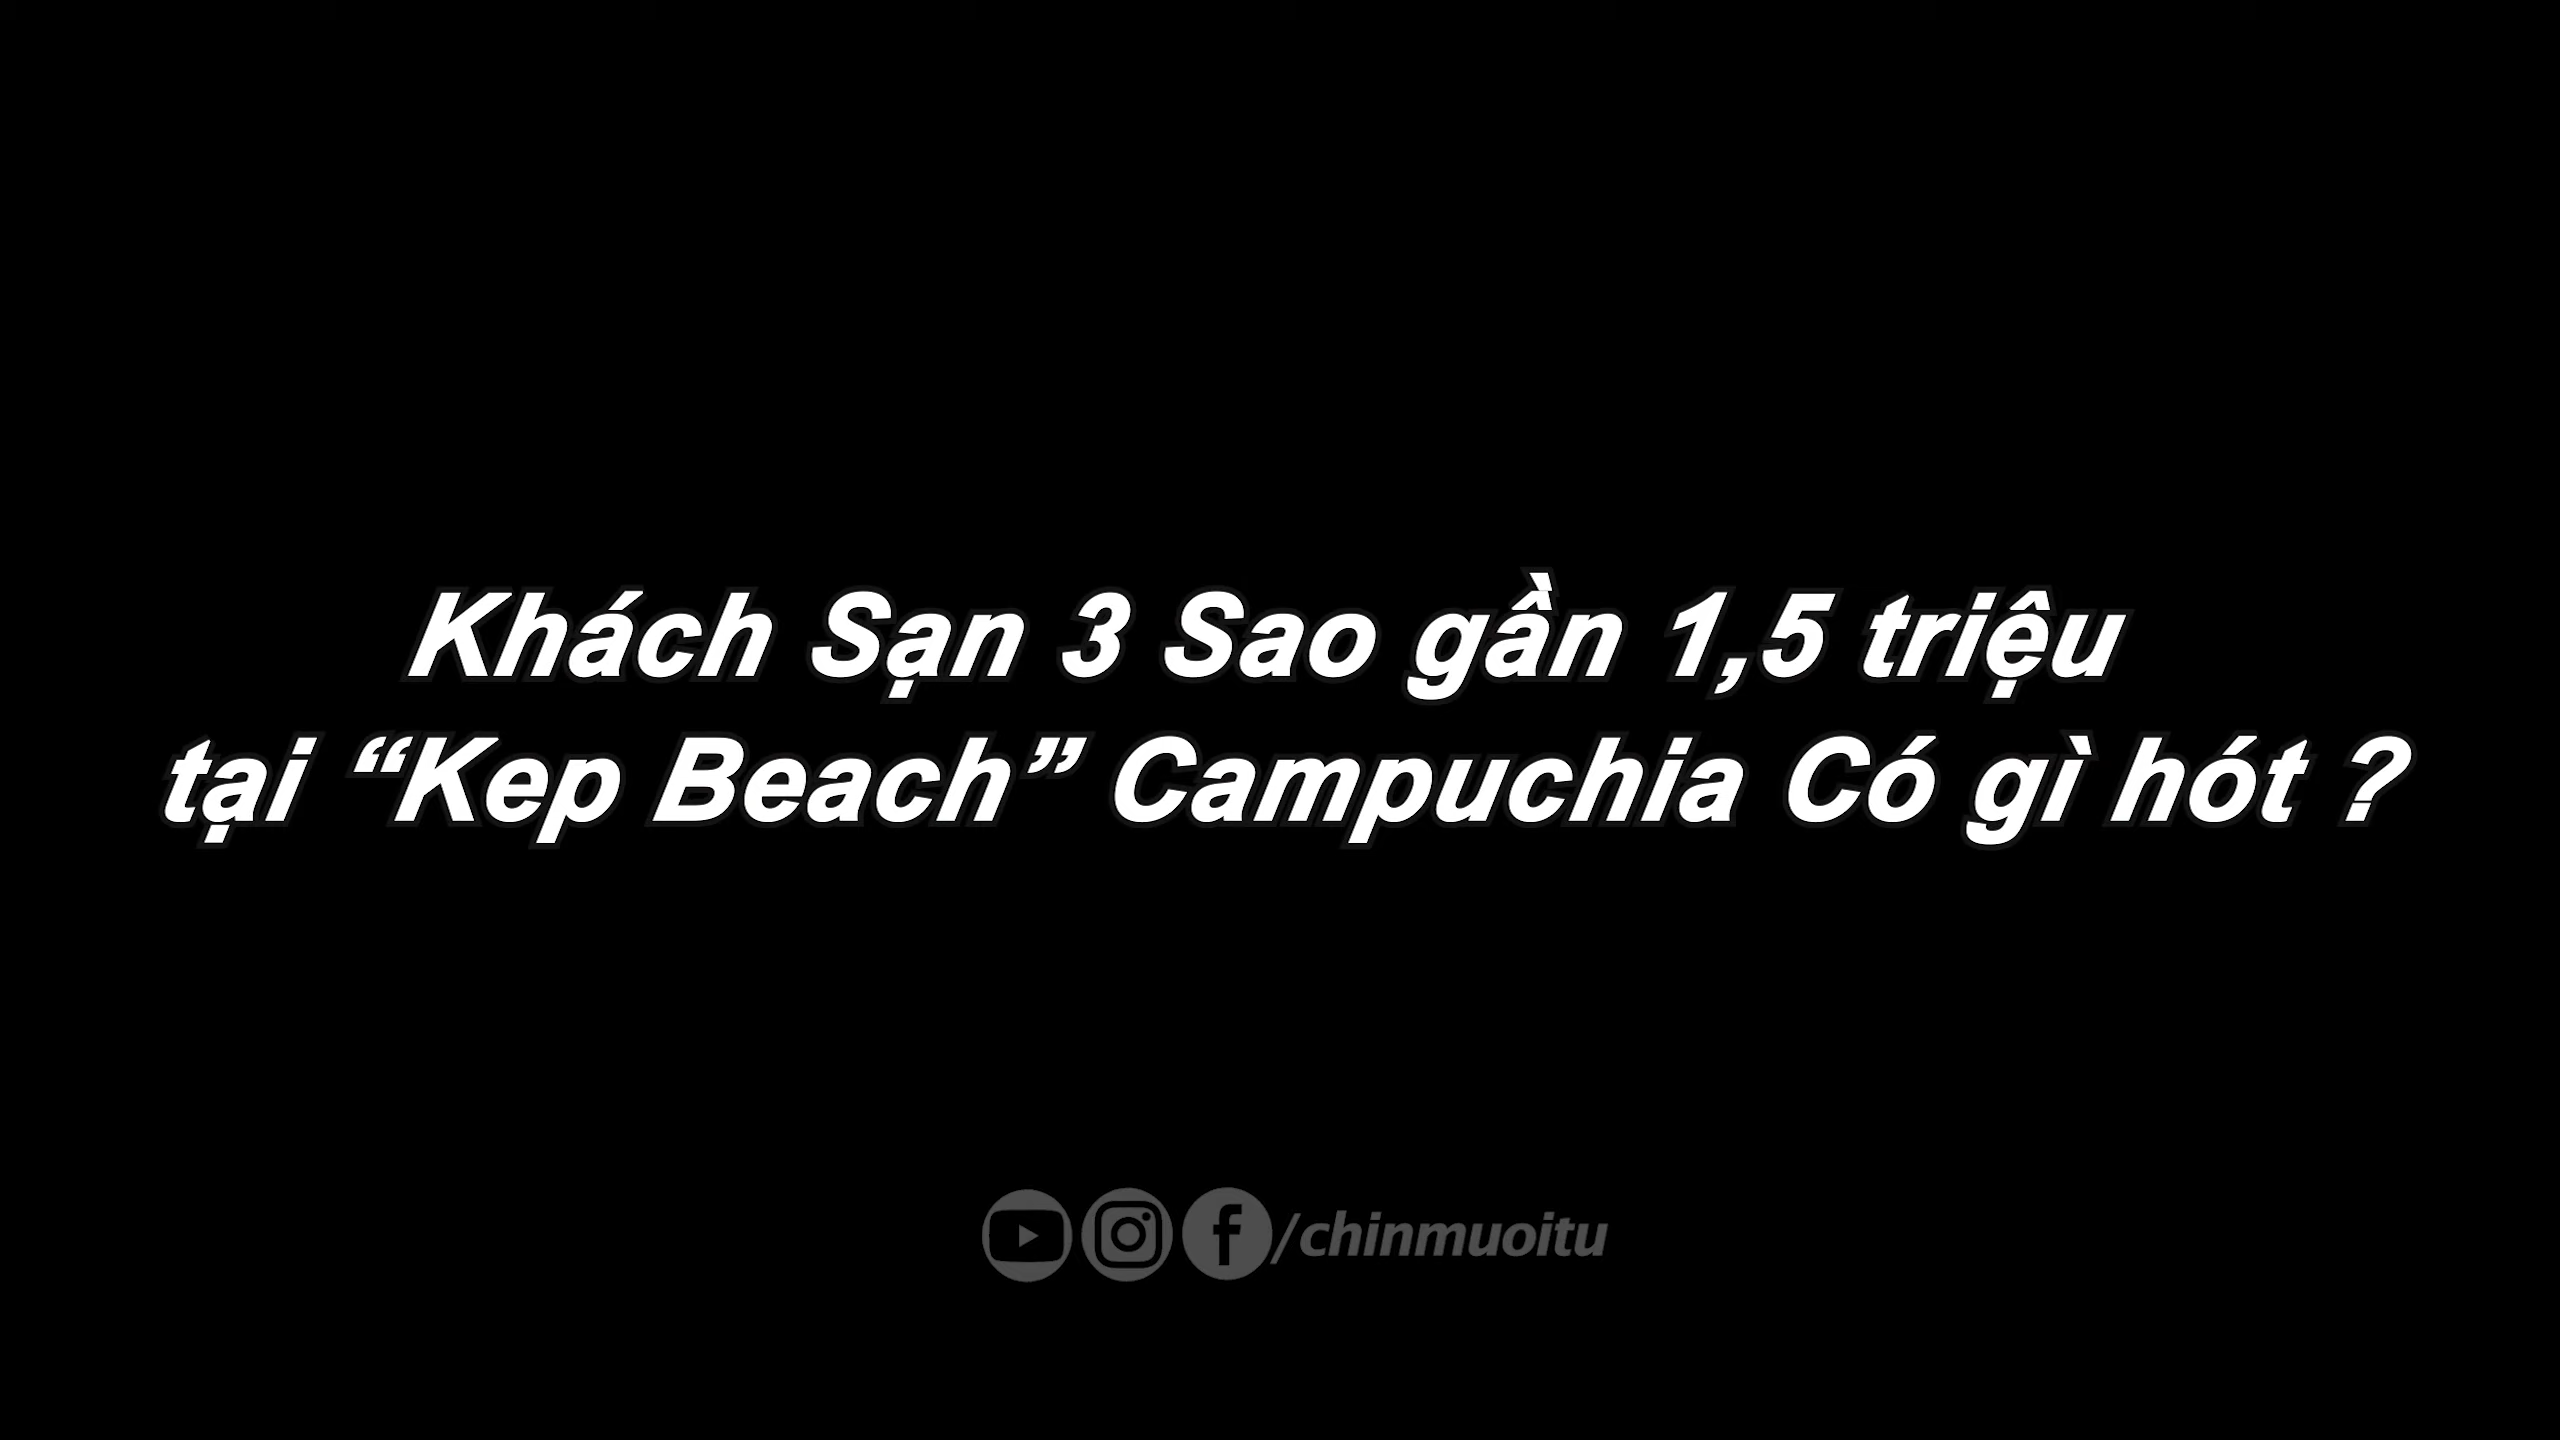 Khách Sạn 3 Sao gần 1,5 triệu
tại “Kep Beach” Campuchia Có gì hót ?
/chinmuoitu